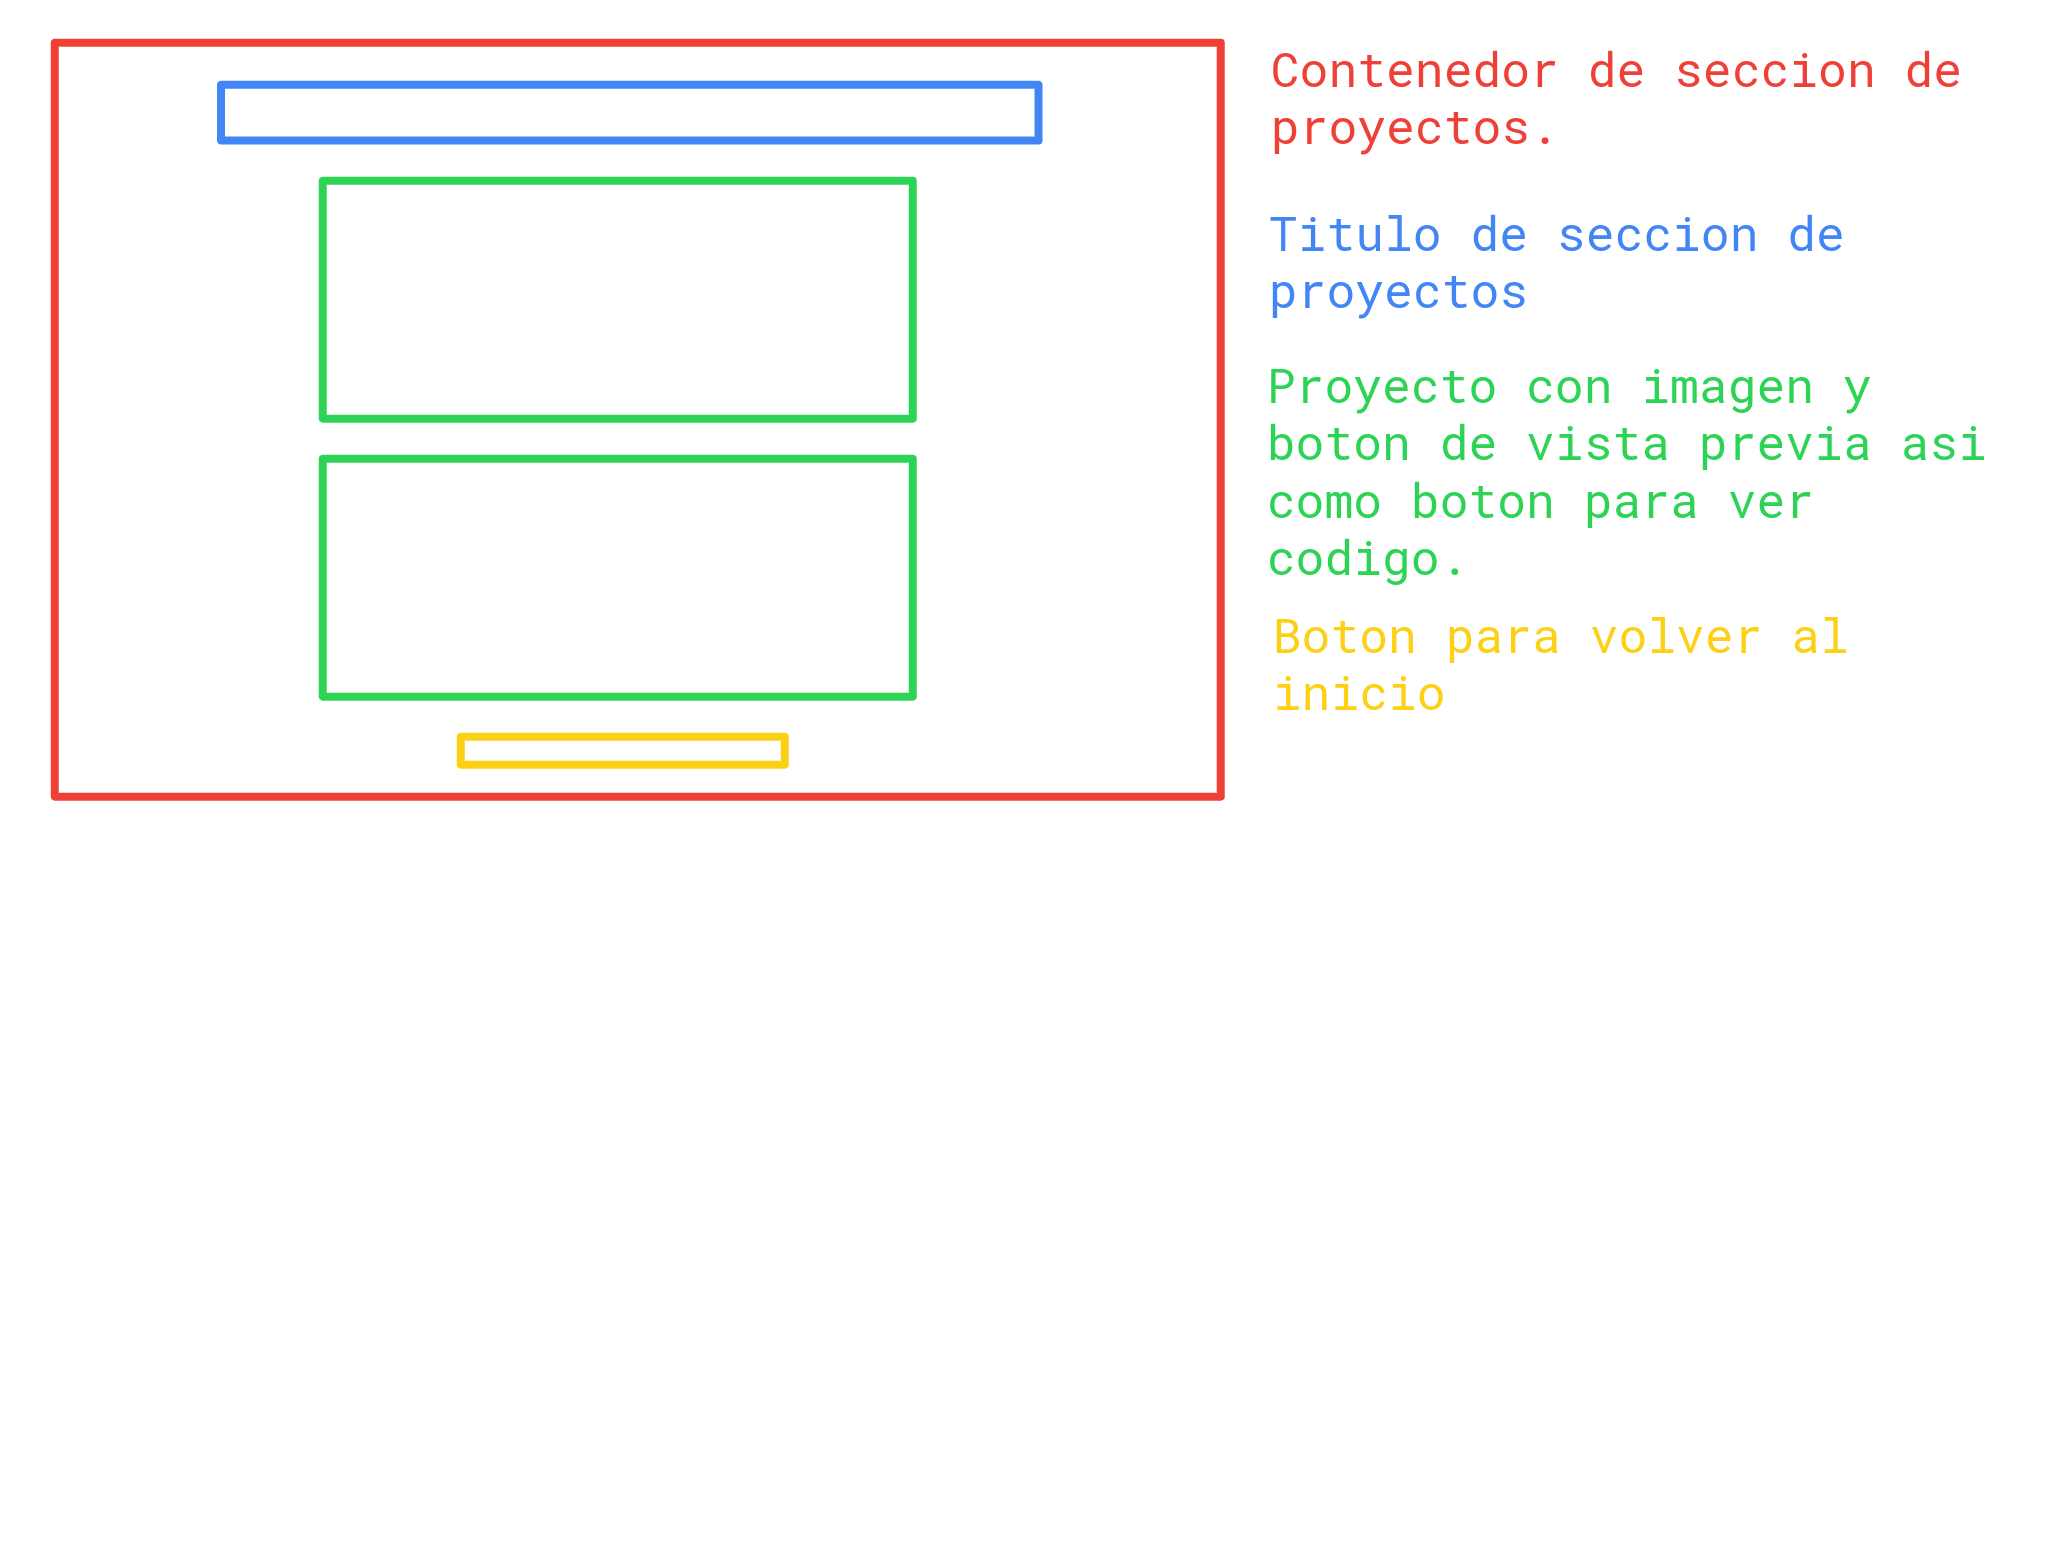 Contenedor de seccion de
proyectos.
Titulo de seccion de
proyectos
Proyecto con imagen y
boton de vista previa asi
como boton para ver
codigo.
Boton para volver al
inicio